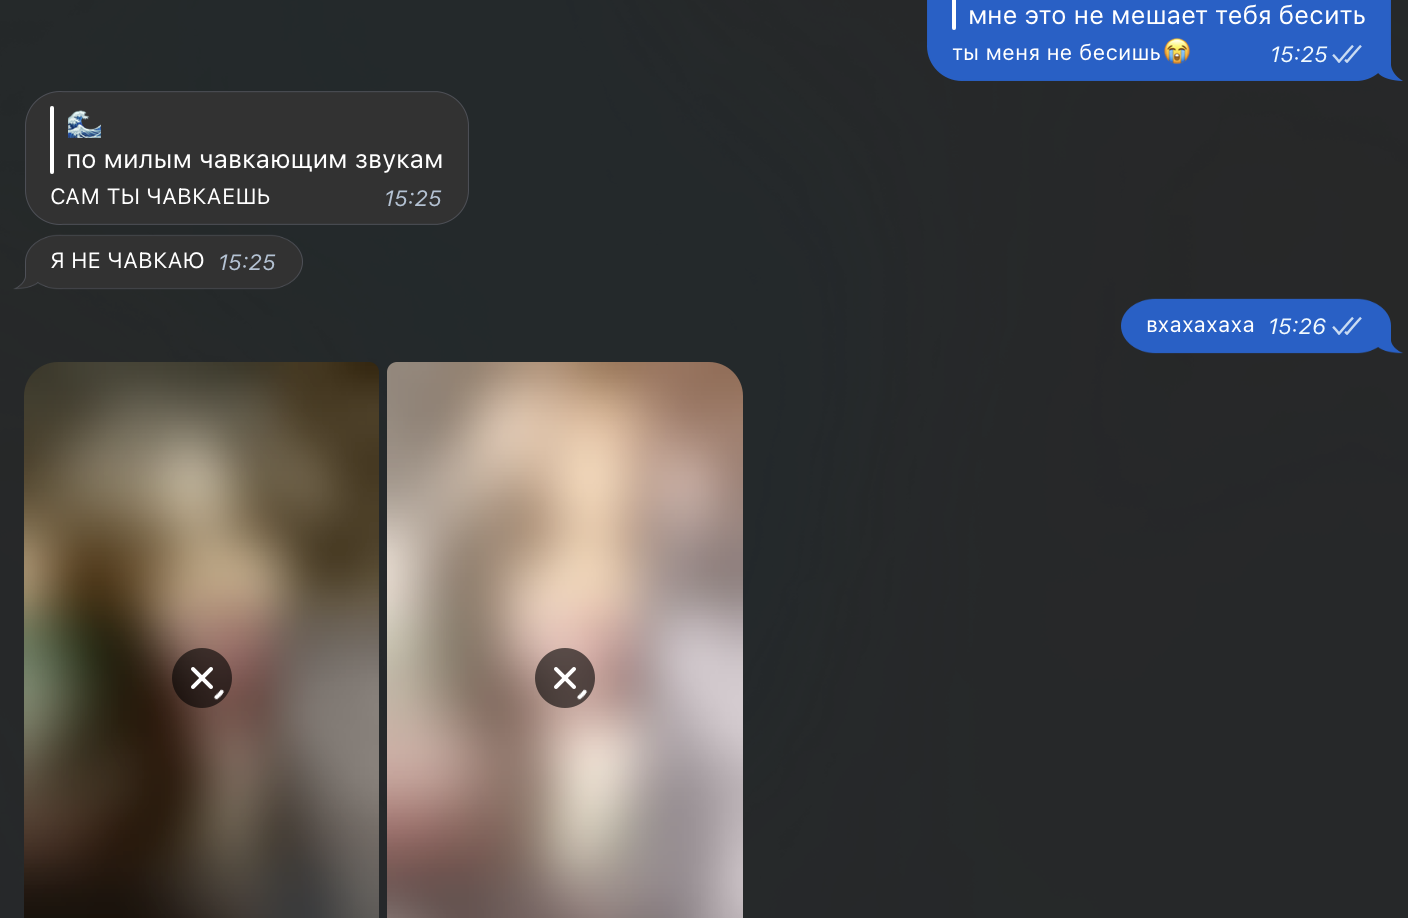 мне это не мешает тебя бесить
ты меня не бесишь😭 15:25
🌊
по милым чавкающим звукам
САМ ТЫ ЧАВКАЕШЬ 15:25
Я НЕ ЧАВКАЮ 15:25
вхахахаха 15:26